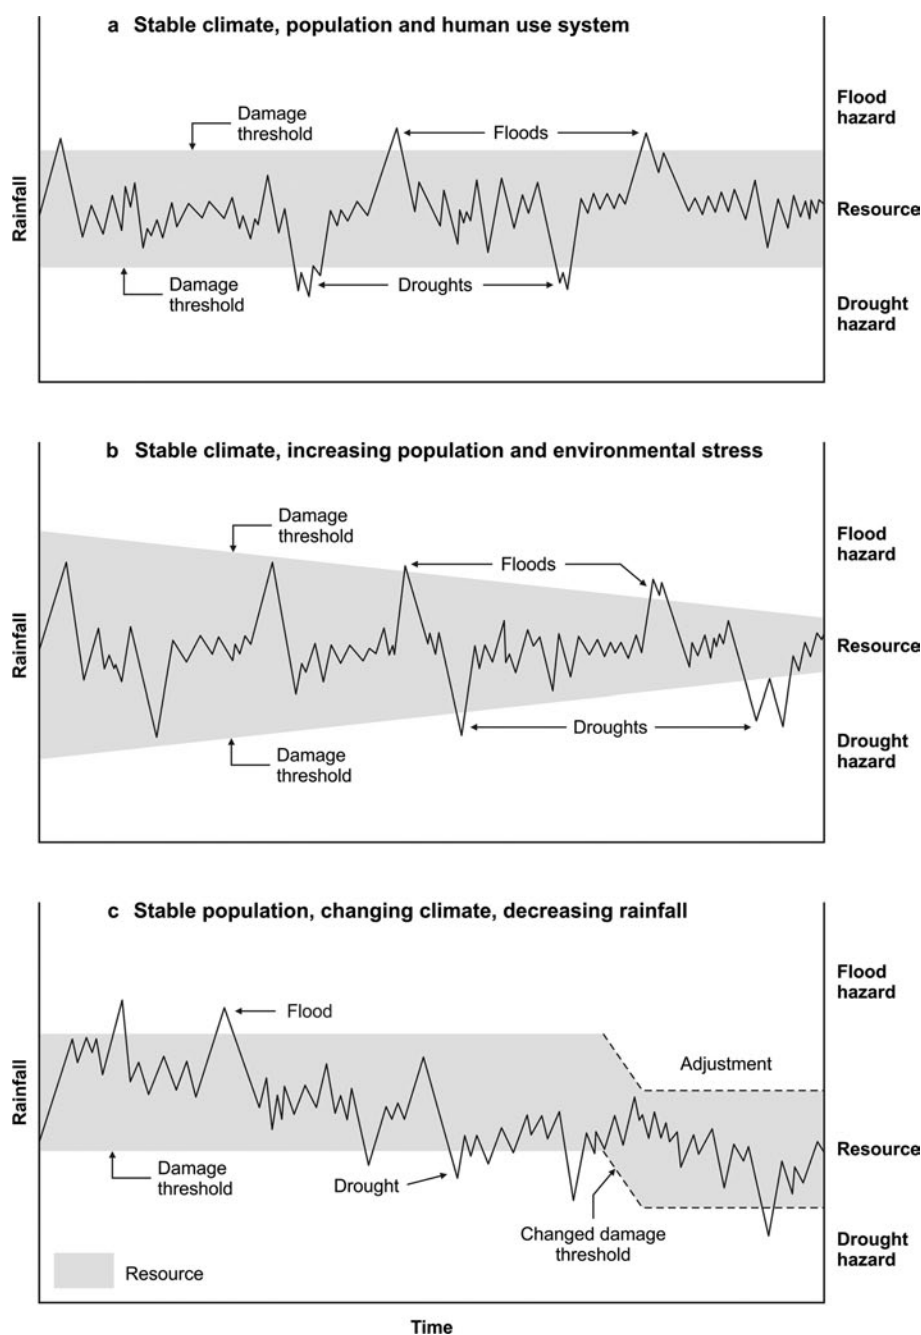 a Stable climate, population and human use system
Damage
threshold
Floods
Flood
hazard
Rainfall
Resource
Damage
threshold
Droughts
Drought
hazard
b Stable climate, increasing population and environmental stress
Damage
threshold
Floods
Flood
hazard
Rainfall
Resource
Damage
threshold
Droughts
Drought
hazard
c Stable population, changing climate, decreasing rainfall
Flood
Flood
hazard
Adjustment
Rainfall
Resource
Damage
threshold
Drought
Changed damage
threshold
Drought
hazard
Resource
Time